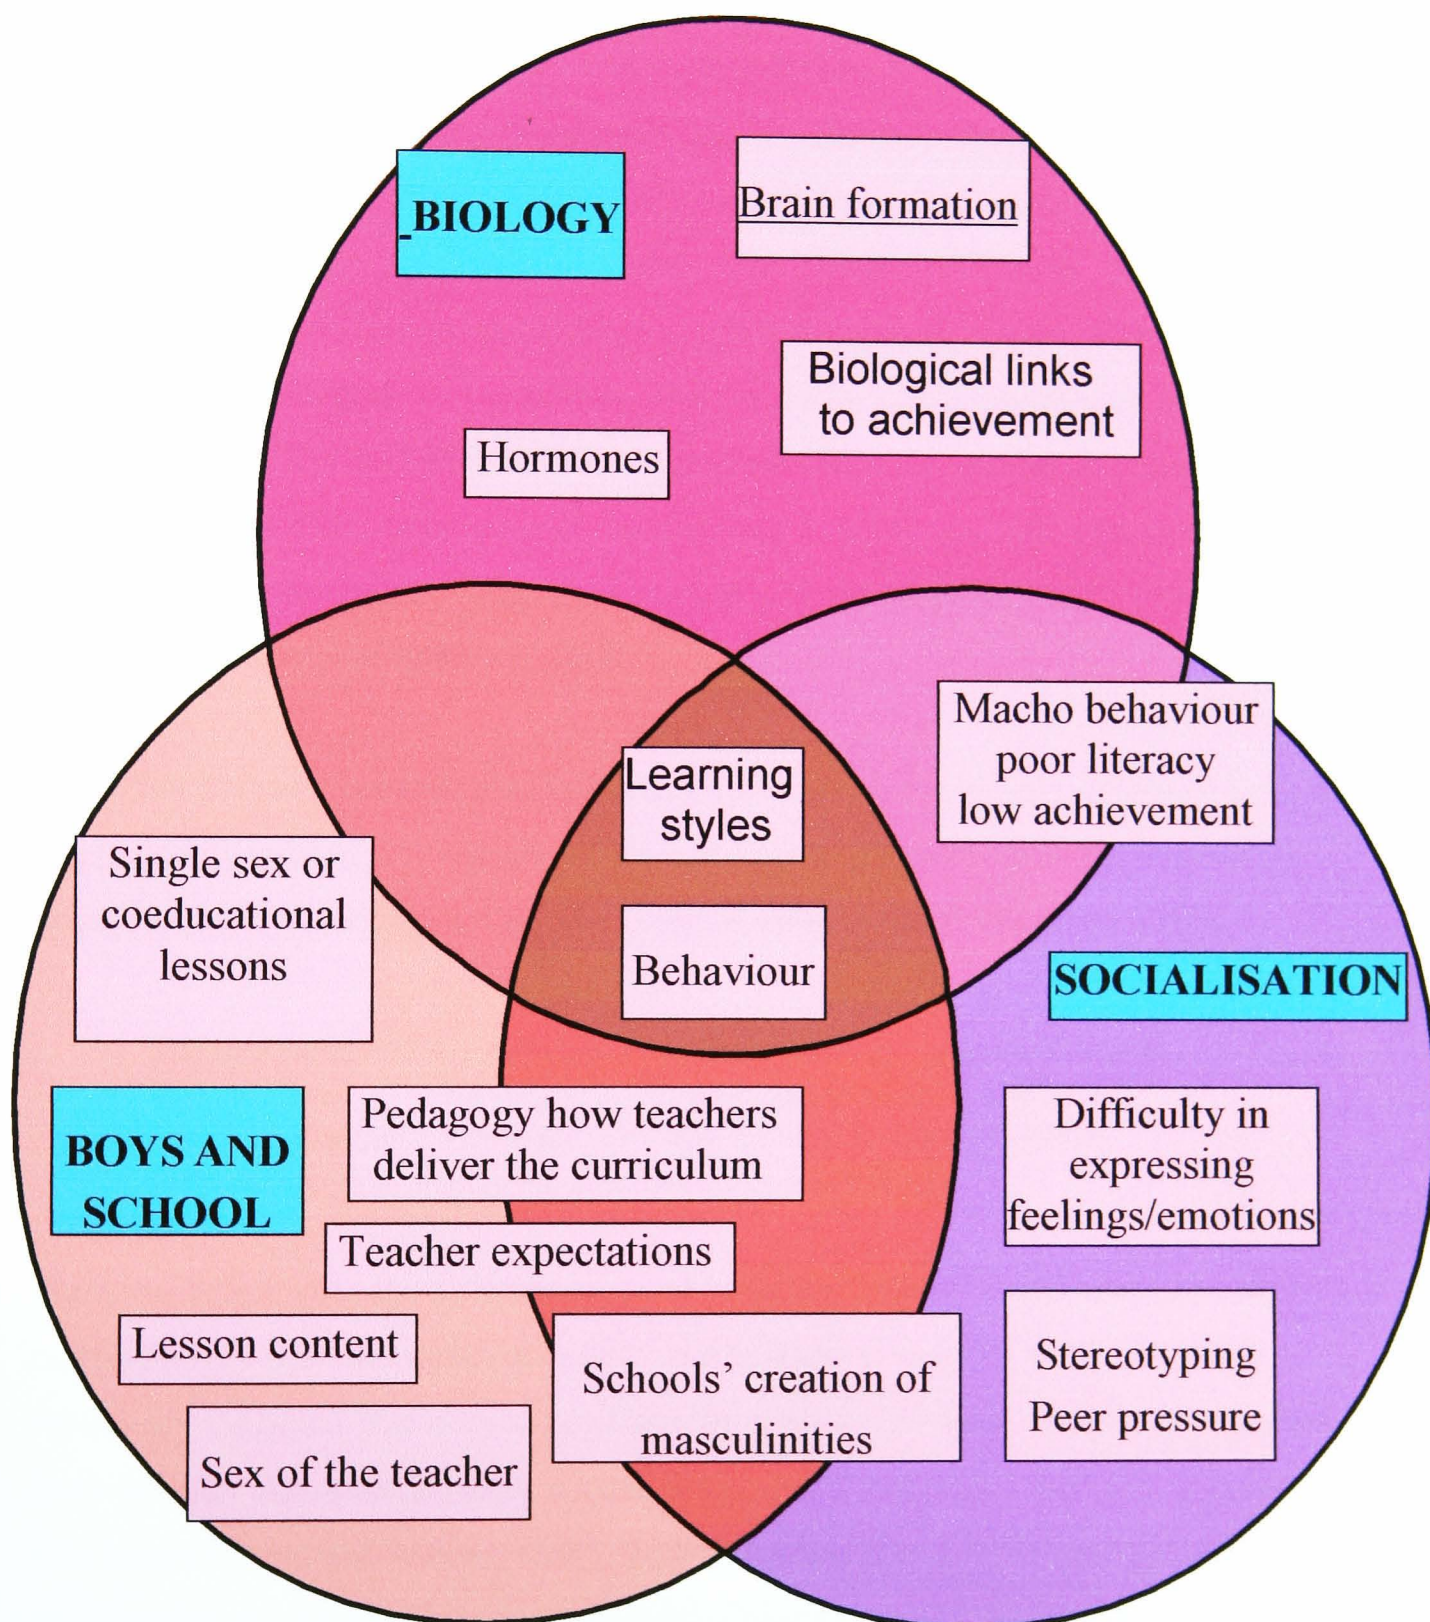 BIOLOGY
Brain formation
Biological links
to achievement
Hormones
Macho behaviour
poor literacy
low achievement
Learning
styles
Single sex or
coeducational
lessons
Behaviour
SOCIALISATION
BOYS AND
SCHOOL
Pedagogy how teachers
deliver the curriculum
Difficulty in
expressing
feelings/emotions
Teacher expectations
Lesson content
Schools’ creation of
masculinities
Stereotyping
Peer pressure
Sex of the teacher